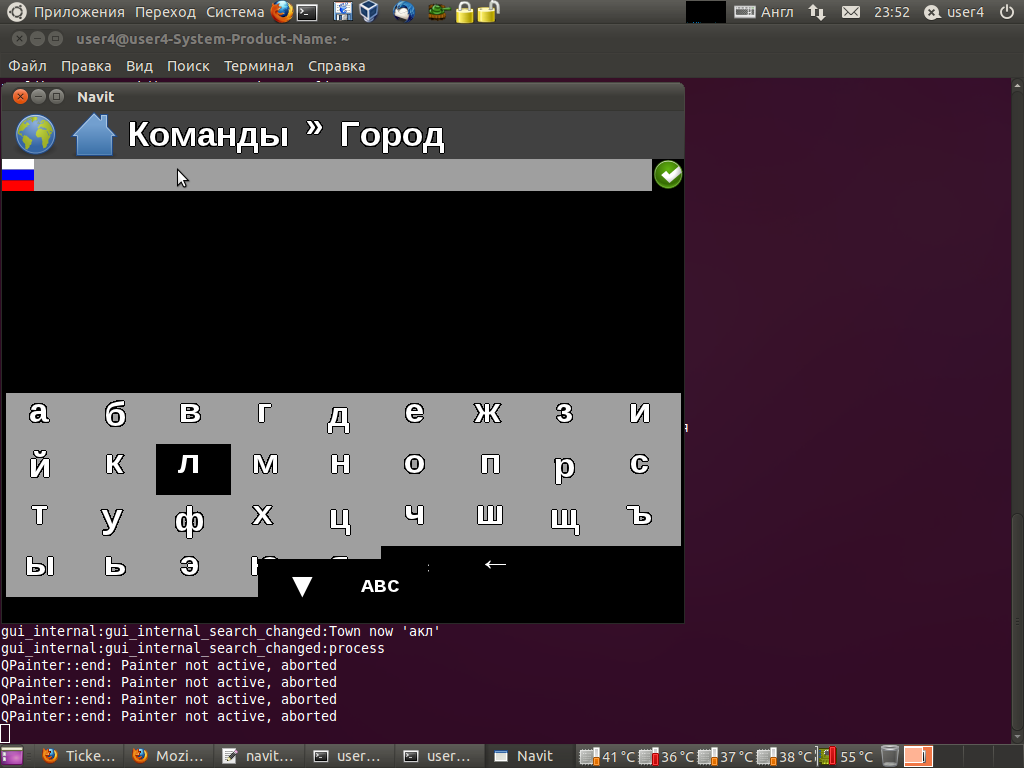 Приложения Переход Система Англ 23:52 user4
user4@user4-System-Product-Name: ~
Файл Правка Вид Поиск Терминал Справка
Navit
Команды » Город
а б в г д е ж з и
й к л м н о п р с
т у ф х ц ч ш щ ъ
ы ь э
▼ ABC ←
gui_internal:gui_internal_search_changed:Town now 'акл'
gui_internal:gui_internal_search_changed:process
QPainter::end: Painter not active, aborted
QPainter::end: Painter not active, aborted
QPainter::end: Painter not active, aborted
QPainter::end: Painter not active, aborted
Ticke... Mozi... navit... user... user... Navit 41 °C 36 °C 37 °C 38 °C 55 °C